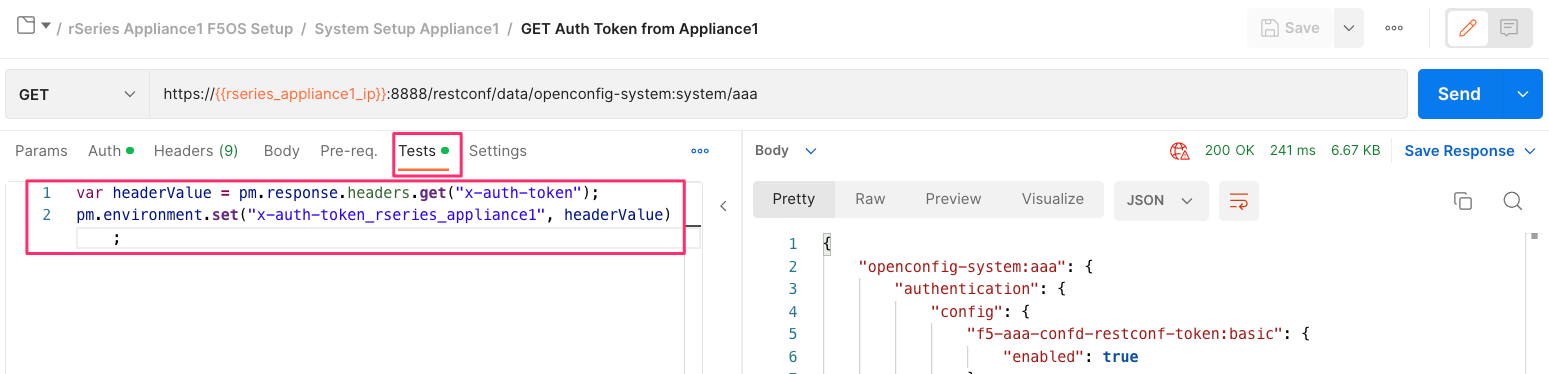 / rSeries Appliance1 F5OS Setup / System Setup Appliance1 / GET Auth Token from Appliance1
Save
GET
https://{{rseries_appliance1_ip}}:8888/restconf/data/openconfig-system:system/aaa
Send
Params Auth Headers (9) Body Pre-req. Tests Settings
1 var headerValue = pm.response.headers.get("x-auth-token");
2 pm.environment.set("x-auth-token_rseries_appliance1", headerValue)
;
Body
200 OK 241 ms 6.67 KB Save Response
Pretty Raw Preview Visualize JSON
1 {
2 "openconfig-system:aaa": {
3 "authentication": {
4 "config": {
5 "f5-aaa-confd-restconf-token:basic": {
6 "enabled": true